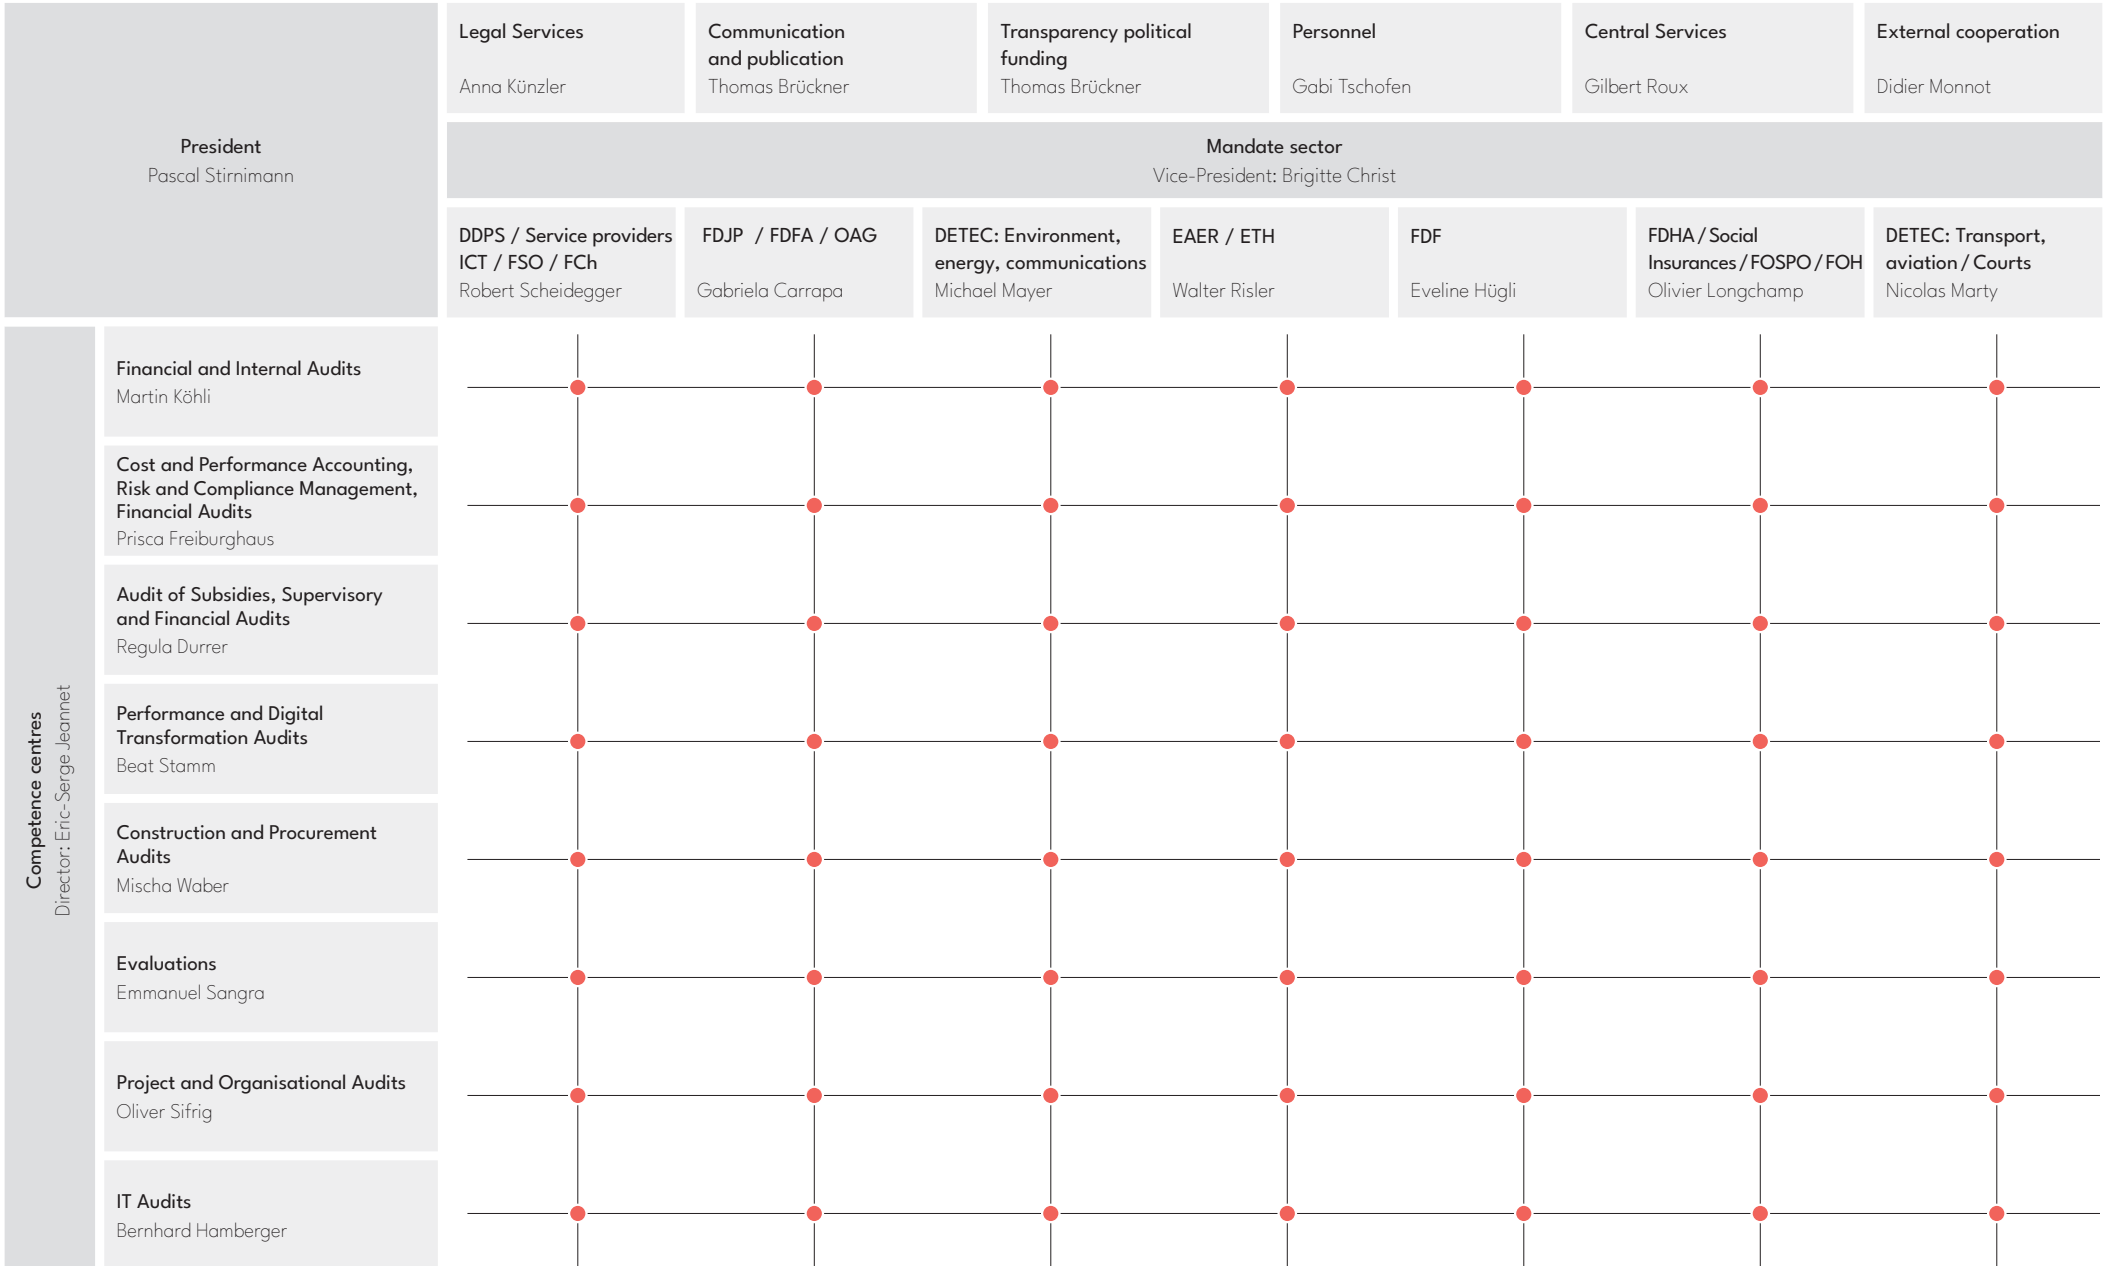 Legal Services
Anna Künzler
Communication
and publication
Thomas Brückner
Transparency political
funding
Thomas Brückner
Personnel
Gabi Tschofen
Central Services
Gilbert Roux
External cooperation
Didier Monnot
President
Pascal Stirnimann
Mandate sector
Vice-President: Brigitte Christ
DDPS / Service providers
ICT / FSO / FCh
Robert Scheidegger
FDJP / FDFA / OAG
Gabriela Carrapa
DETEC: Environment,
energy, communications
Michael Mayer
EAER / ETH
Walter Risler
FDF
Eveline Hügli
FDHA / Social
Insurances / FOSPO / FOH
Olivier Longchamp
DETEC: Transport,
aviation / Courts
Nicolas Marty
Competence centres
Director: Eric-Serge Jeannet
Financial and Internal Audits
Martin Köhli
Cost and Performance Accounting,
Risk and Compliance Management,
Financial Audits
Prisca Freiburghaus
Audit of Subsidies, Supervisory
and Financial Audits
Regula Durrer
Performance and Digital
Transformation Audits
Beat Stamm
Construction and Procurement
Audits
Mischa Waber
Evaluations
Emmanuel Sangra
Project and Organisational Audits
Oliver Sifrig
IT Audits
Bernhard Hamberger